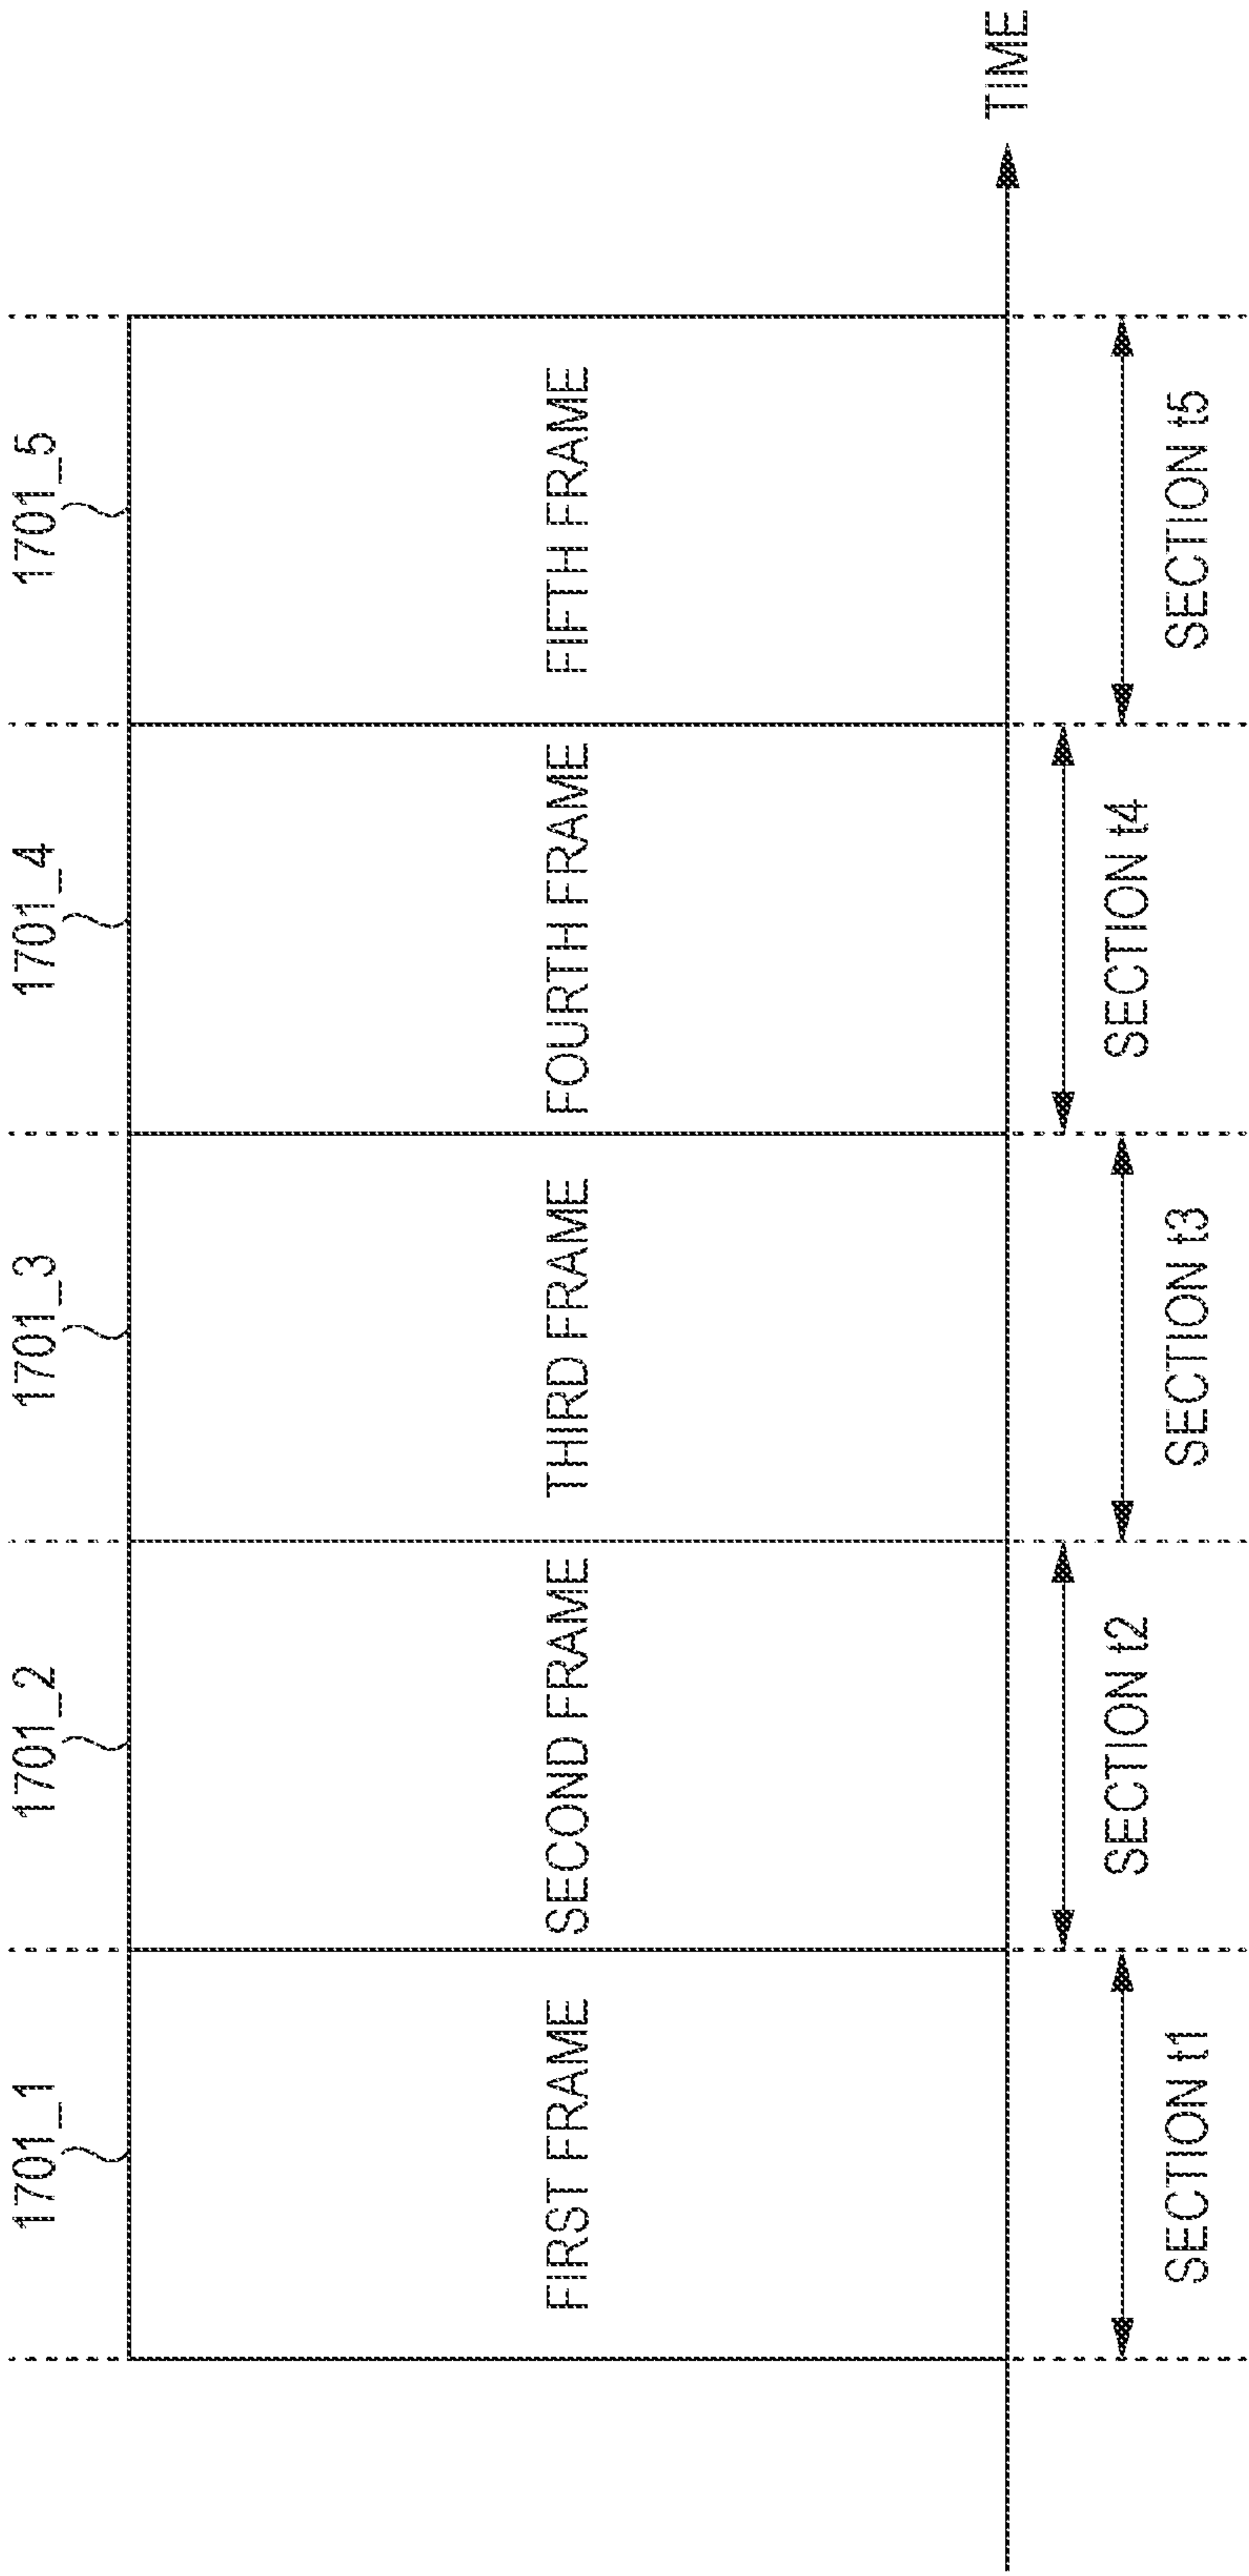 1701_1
1701_2
1701_3
1701_4
1701_5
FIRST FRAME
SECOND FRAME
THIRD FRAME
FOURTH FRAME
FIFTH FRAME
TIME
SECTION t1
SECTION t2
SECTION t3
SECTION t4
SECTION t5